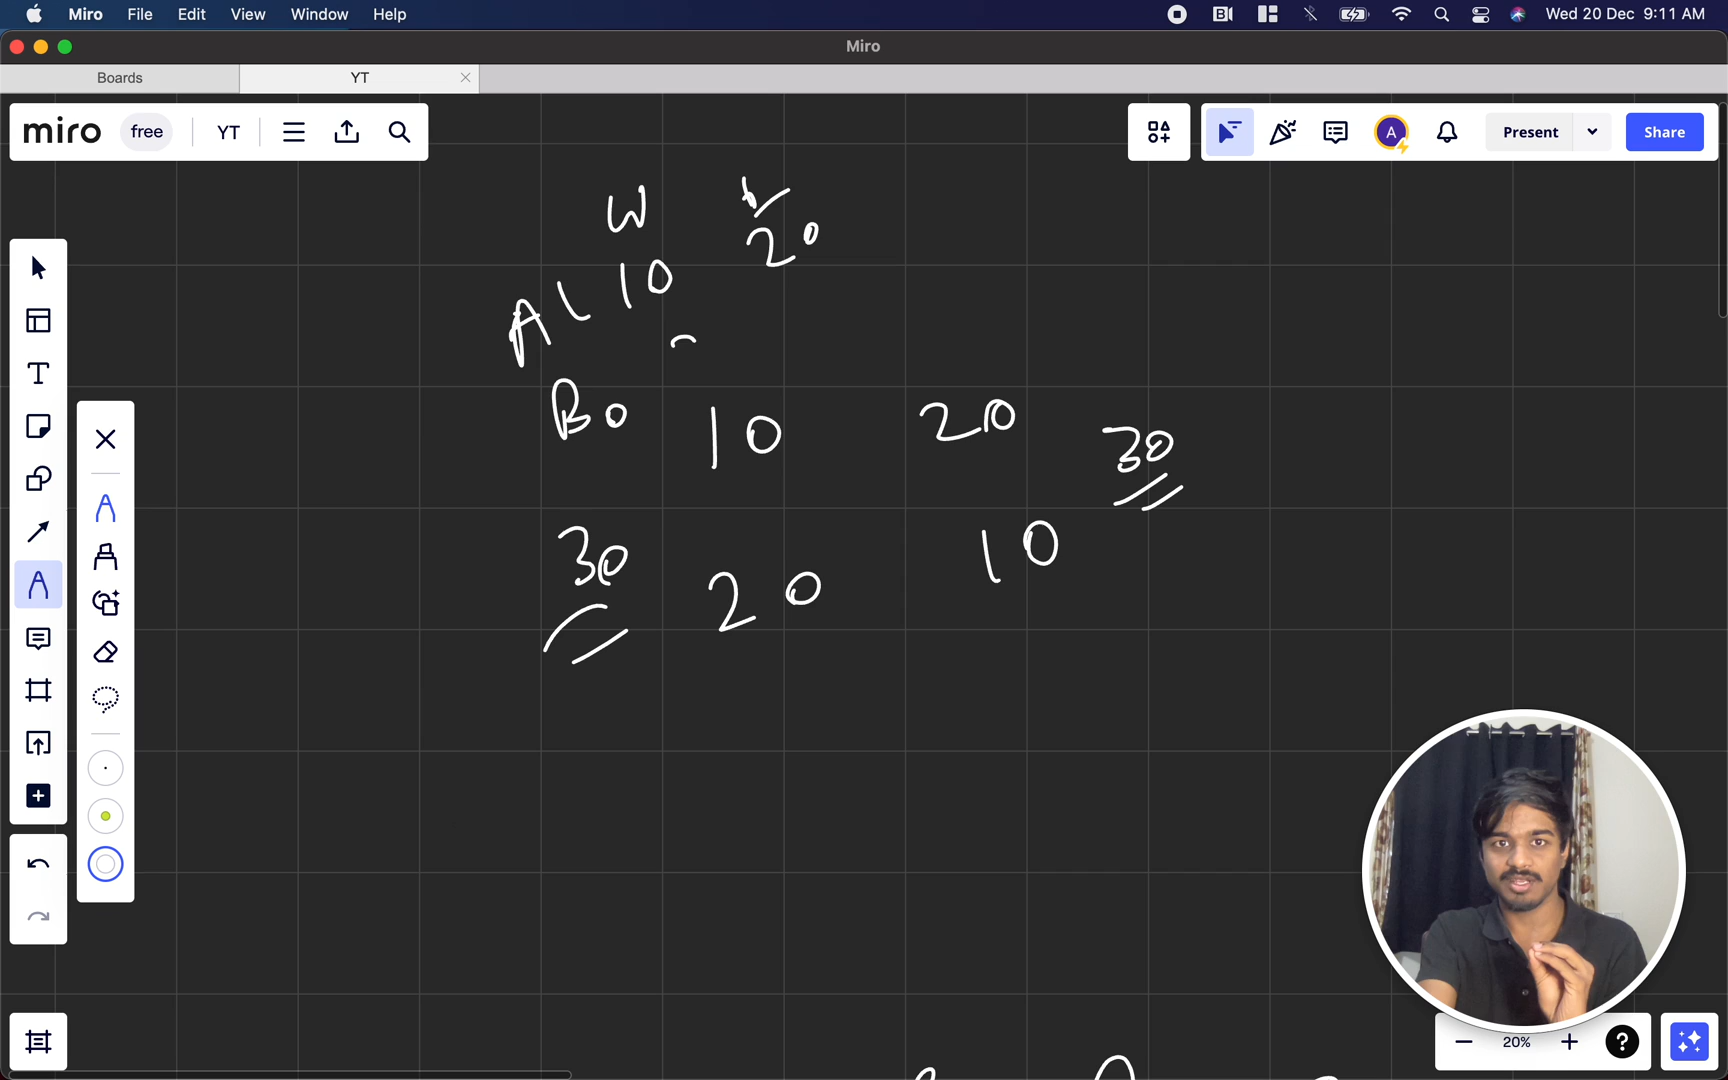 Miro File Edit View Window Help
Wed 20 Dec 9:11 AM
Miro
Boards
YT
miro free YT
Present
Share
A
W
20
Al 10
Bo 10 20 30
30 20 10
20%